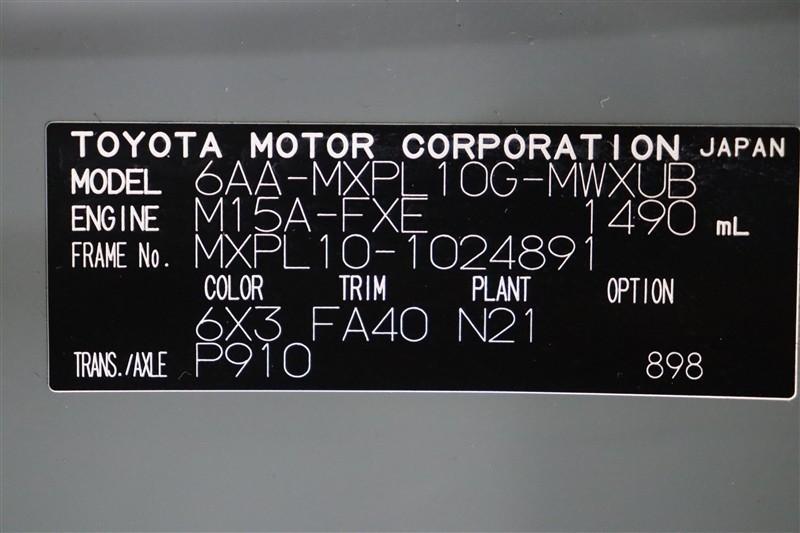 TOYOTA MOTOR CORPORATION JAPAN
MODEL 6AA-MXPL10G-MWXUB
ENGINE M15A-FXE 1490 mL
FRAME No. MXPL10-1024891
COLOR TRIM PLANT OPTION
6X3 FA40 N21
TRANS./AXLE P910 898